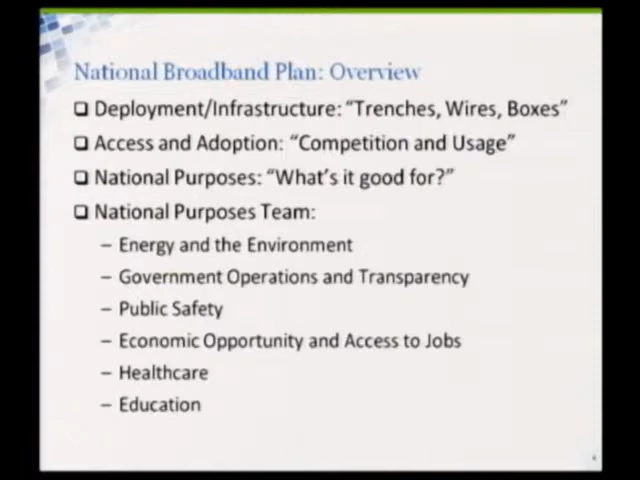 National Broadband Plan: Overview
❑ Deployment/Infrastructure: “Trenches, Wires, Boxes”
❑ Access and Adoption: “Competition and Usage”
❑ National Purposes: “What's it good for?”
❑ National Purposes Team:
– Energy and the Environment
– Government Operations and Transparency
– Public Safety
– Economic Opportunity and Access to Jobs
– Healthcare
– Education